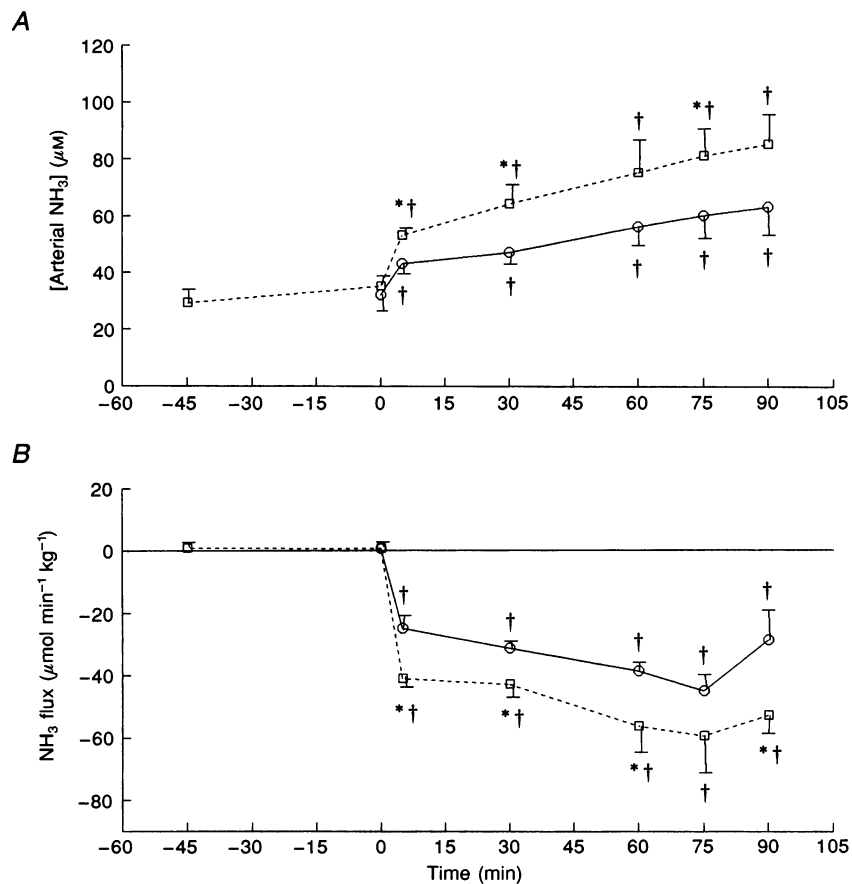 A
120
100
80
60
40
20
0
[Arterial NH₃] (μM)
* † * † † * † †
† † † † †
−60 −45 −30 −15 0 15 30 45 60 75 90 105
B
20
0
−20
−40
−60
−80
NH₃ flux (μmol min⁻¹ kg⁻¹)
† † † † †
* † * † * † † * †
−60 −45 −30 −15 0 15 30 45 60 75 90 105
Time (min)